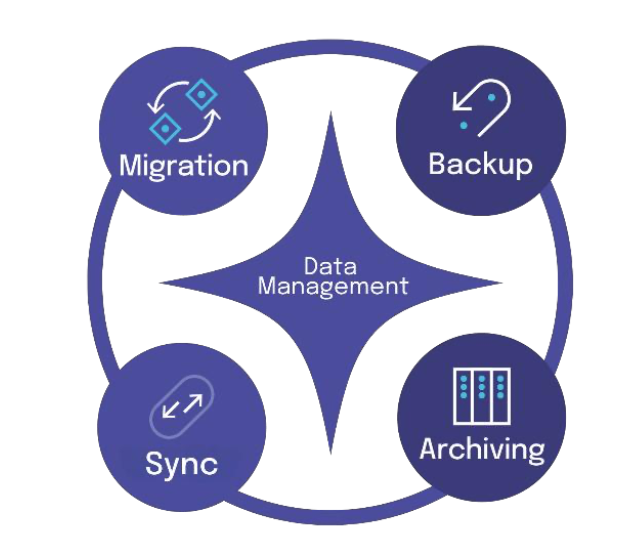 Migration
Backup
Data
Management
Sync
Archiving